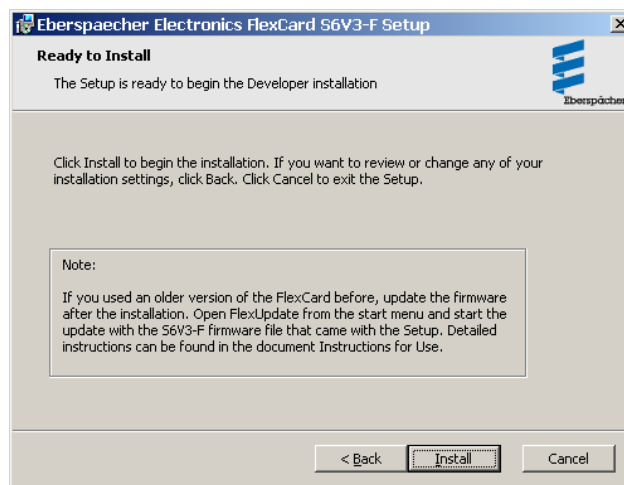 Eberspaecher Electronics FlexCard S6V3-F Setup
Ready to Install
The Setup is ready to begin the Developer installation
Eberspächer
Click Install to begin the installation. If you want to review or change any of your
installation settings, click Back. Click Cancel to exit the Setup.
Note:
If you used an older version of the FlexCard before, update the firmware
after the installation. Open FlexUpdate from the start menu and start the
update with the S6V3-F firmware file that came with the Setup. Detailed
instructions can be found in the document Instructions for Use.
< Back
Install
Cancel